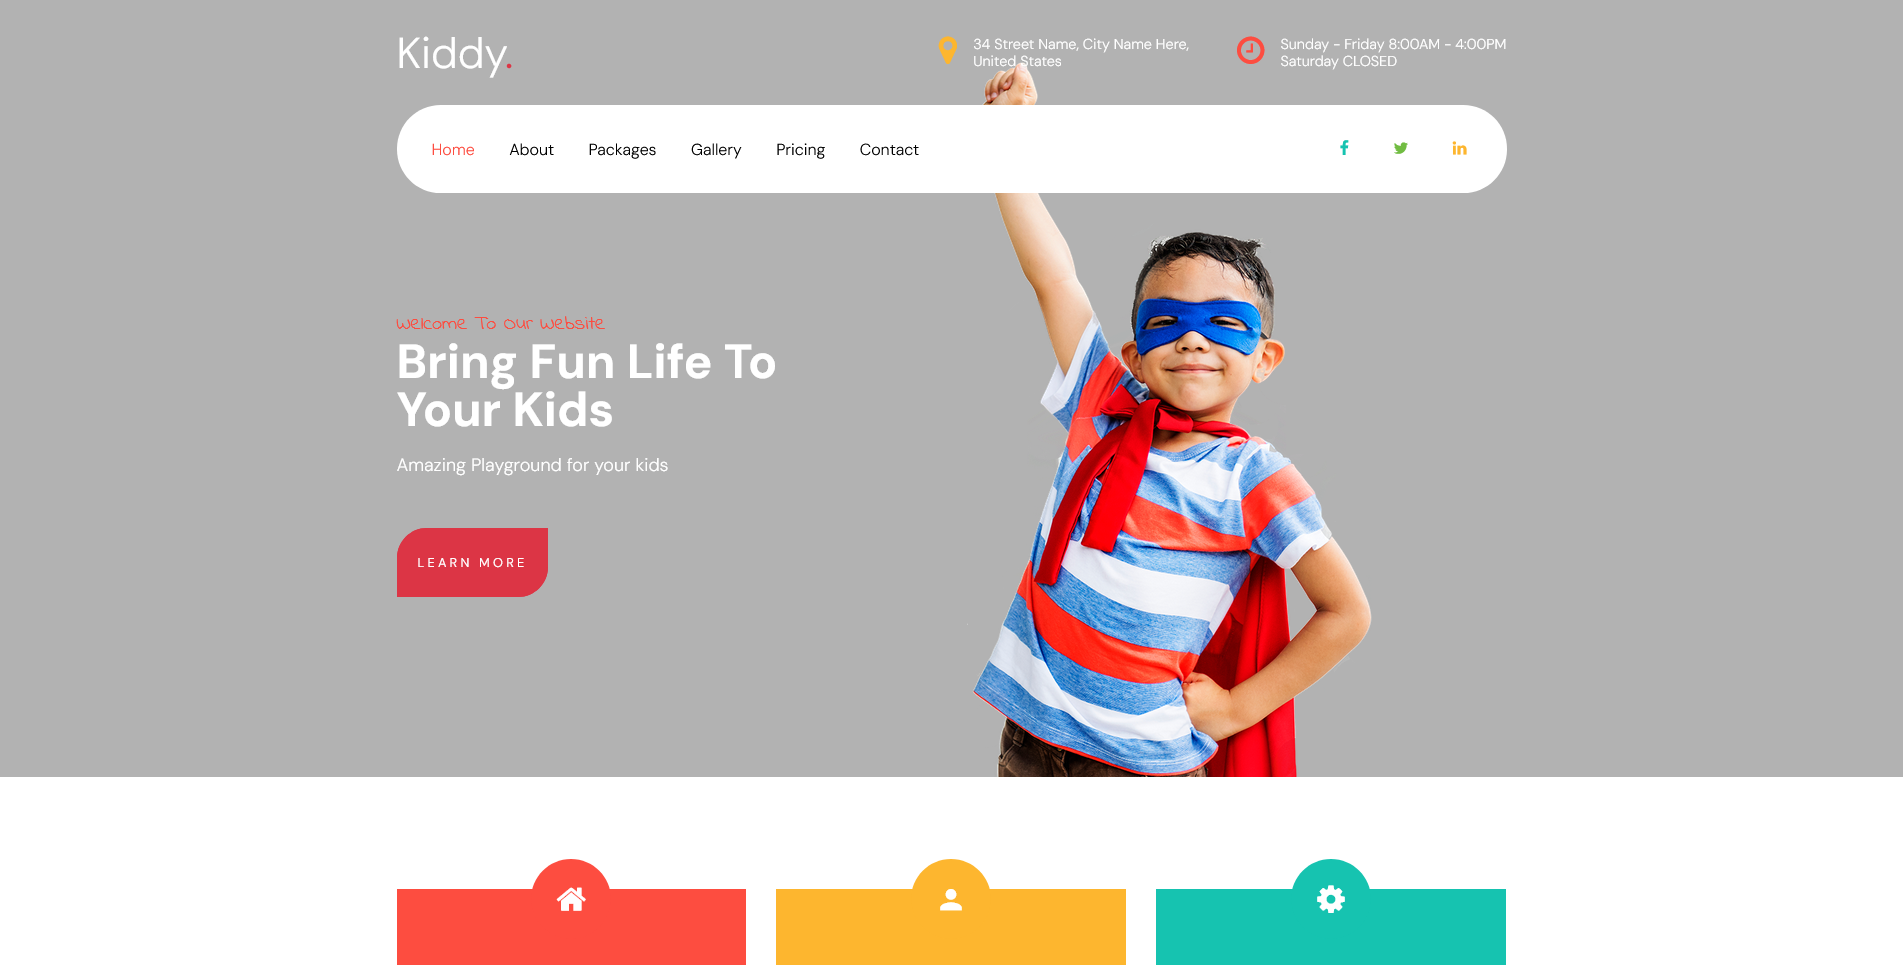 Kiddy.
34 Street Name, City Name Here,
United States
Sunday - Friday 8:00AM - 4:00PM
Saturday CLOSED
Home About Packages Gallery Pricing Contact
Welcome To Our Website
Bring Fun Life To
Your Kids
Amazing Playground for your kids
LEARN MORE